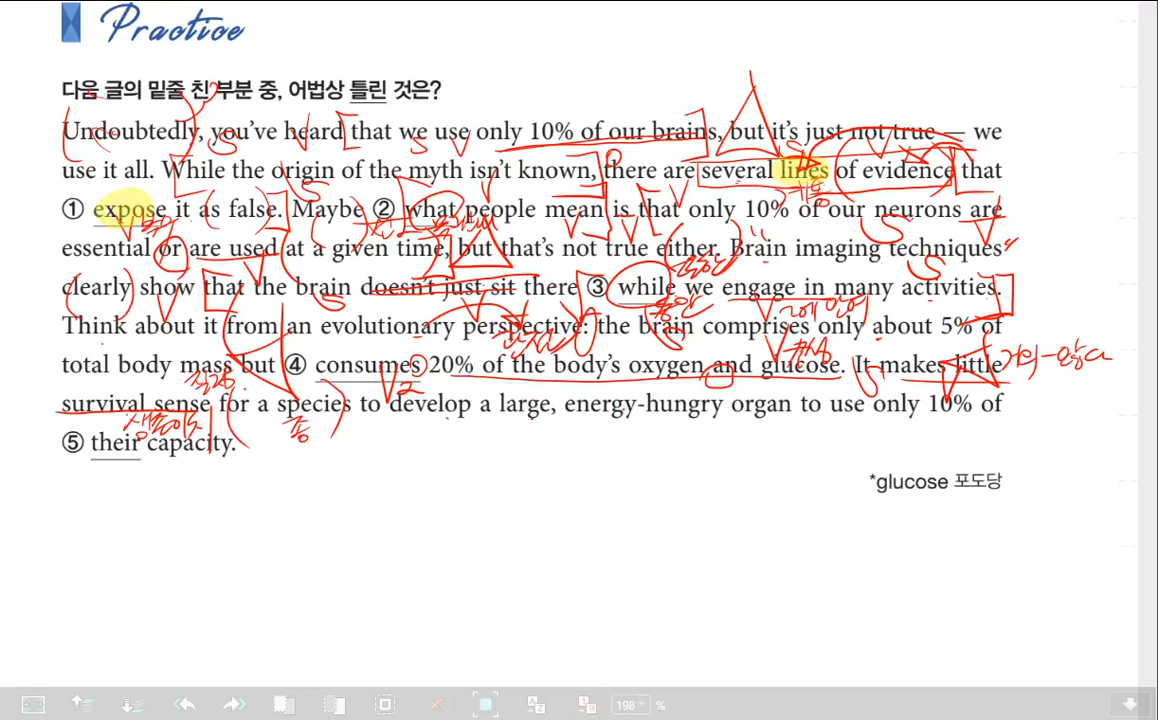 Practice
다음 글의 밑줄 친 부분 중, 어법상 틀린 것은?
Undoubtedly, you've heard that we use only 10% of our brains, but it's just not true — we
use it all. While the origin of the myth isn't known, there are several lines of evidence that
① expose it as false. Maybe ② what people mean is that only 10% of our neurons are
essential or are used at a given time, but that's not true either. Brain imaging techniques
clearly show that the brain doesn't just sit there ③ while we engage in many activities.
Think about it from an evolutionary perspective: the brain comprises only about 5% of
total body mass but ④ consumes 20% of the body's oxygen and glucose. It makes little
survival sense for a species to develop a large, energy-hungry organ to use only 10% of
⑤ their capacity.
*glucose 포도당
198 %